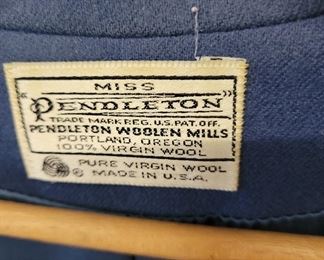 MISS
"PENDLETON"
TRADE MARK REG. U.S. PAT. OFF.
PENDLETON WOOLEN MILLS
PORTLAND, OREGON
100% VIRGIN WOOL
PURE VIRGIN WOOL
® MADE IN U.S.A.